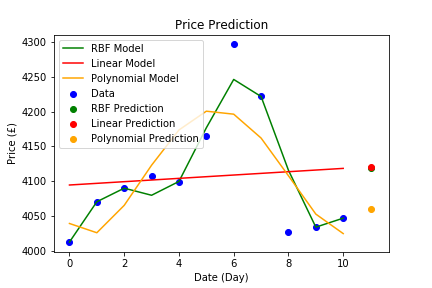 Price Prediction
4300
4250
4200
4150
4100
4050
4000
Price (£)
RBF Model
Linear Model
Polynomial Model
Data
RBF Prediction
Linear Prediction
Polynomial Prediction
0 2 4 6 8 10
Date (Day)